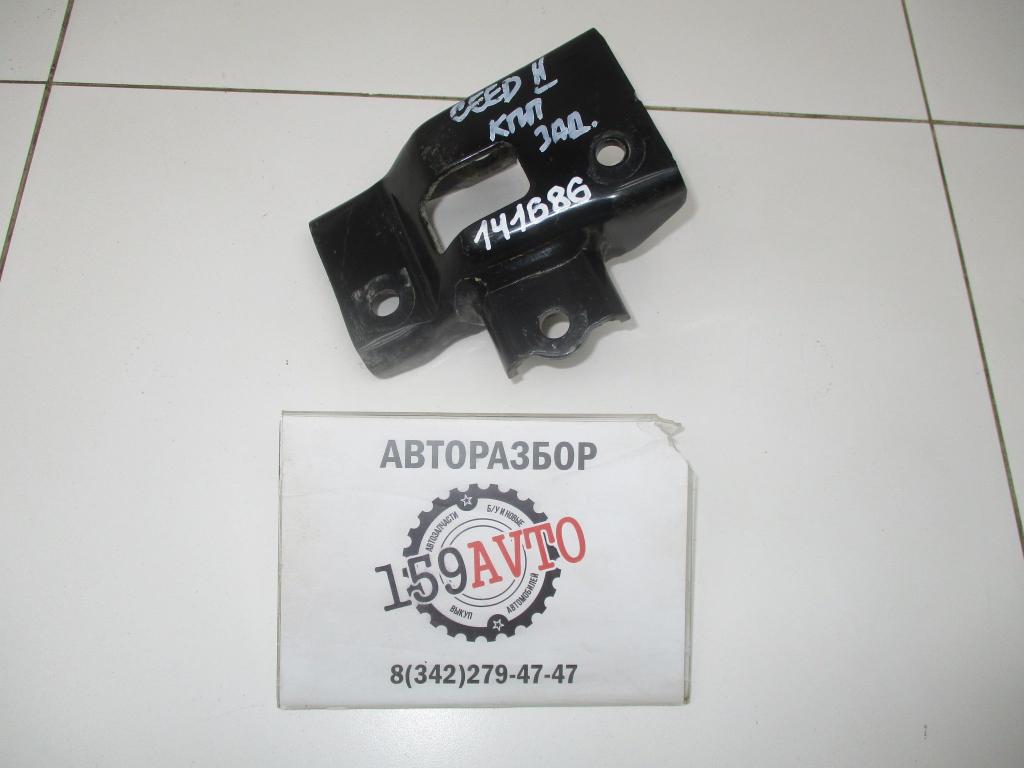 CEED II
КПП
ЗАД.
141686
АВТОРАЗБОР
АВТОЗАПЧАСТИ
Б/У И НОВЫЕ
159AVTO
ВЫКУП
АВТОМОБИЛЕЙ
8(342)279-47-47